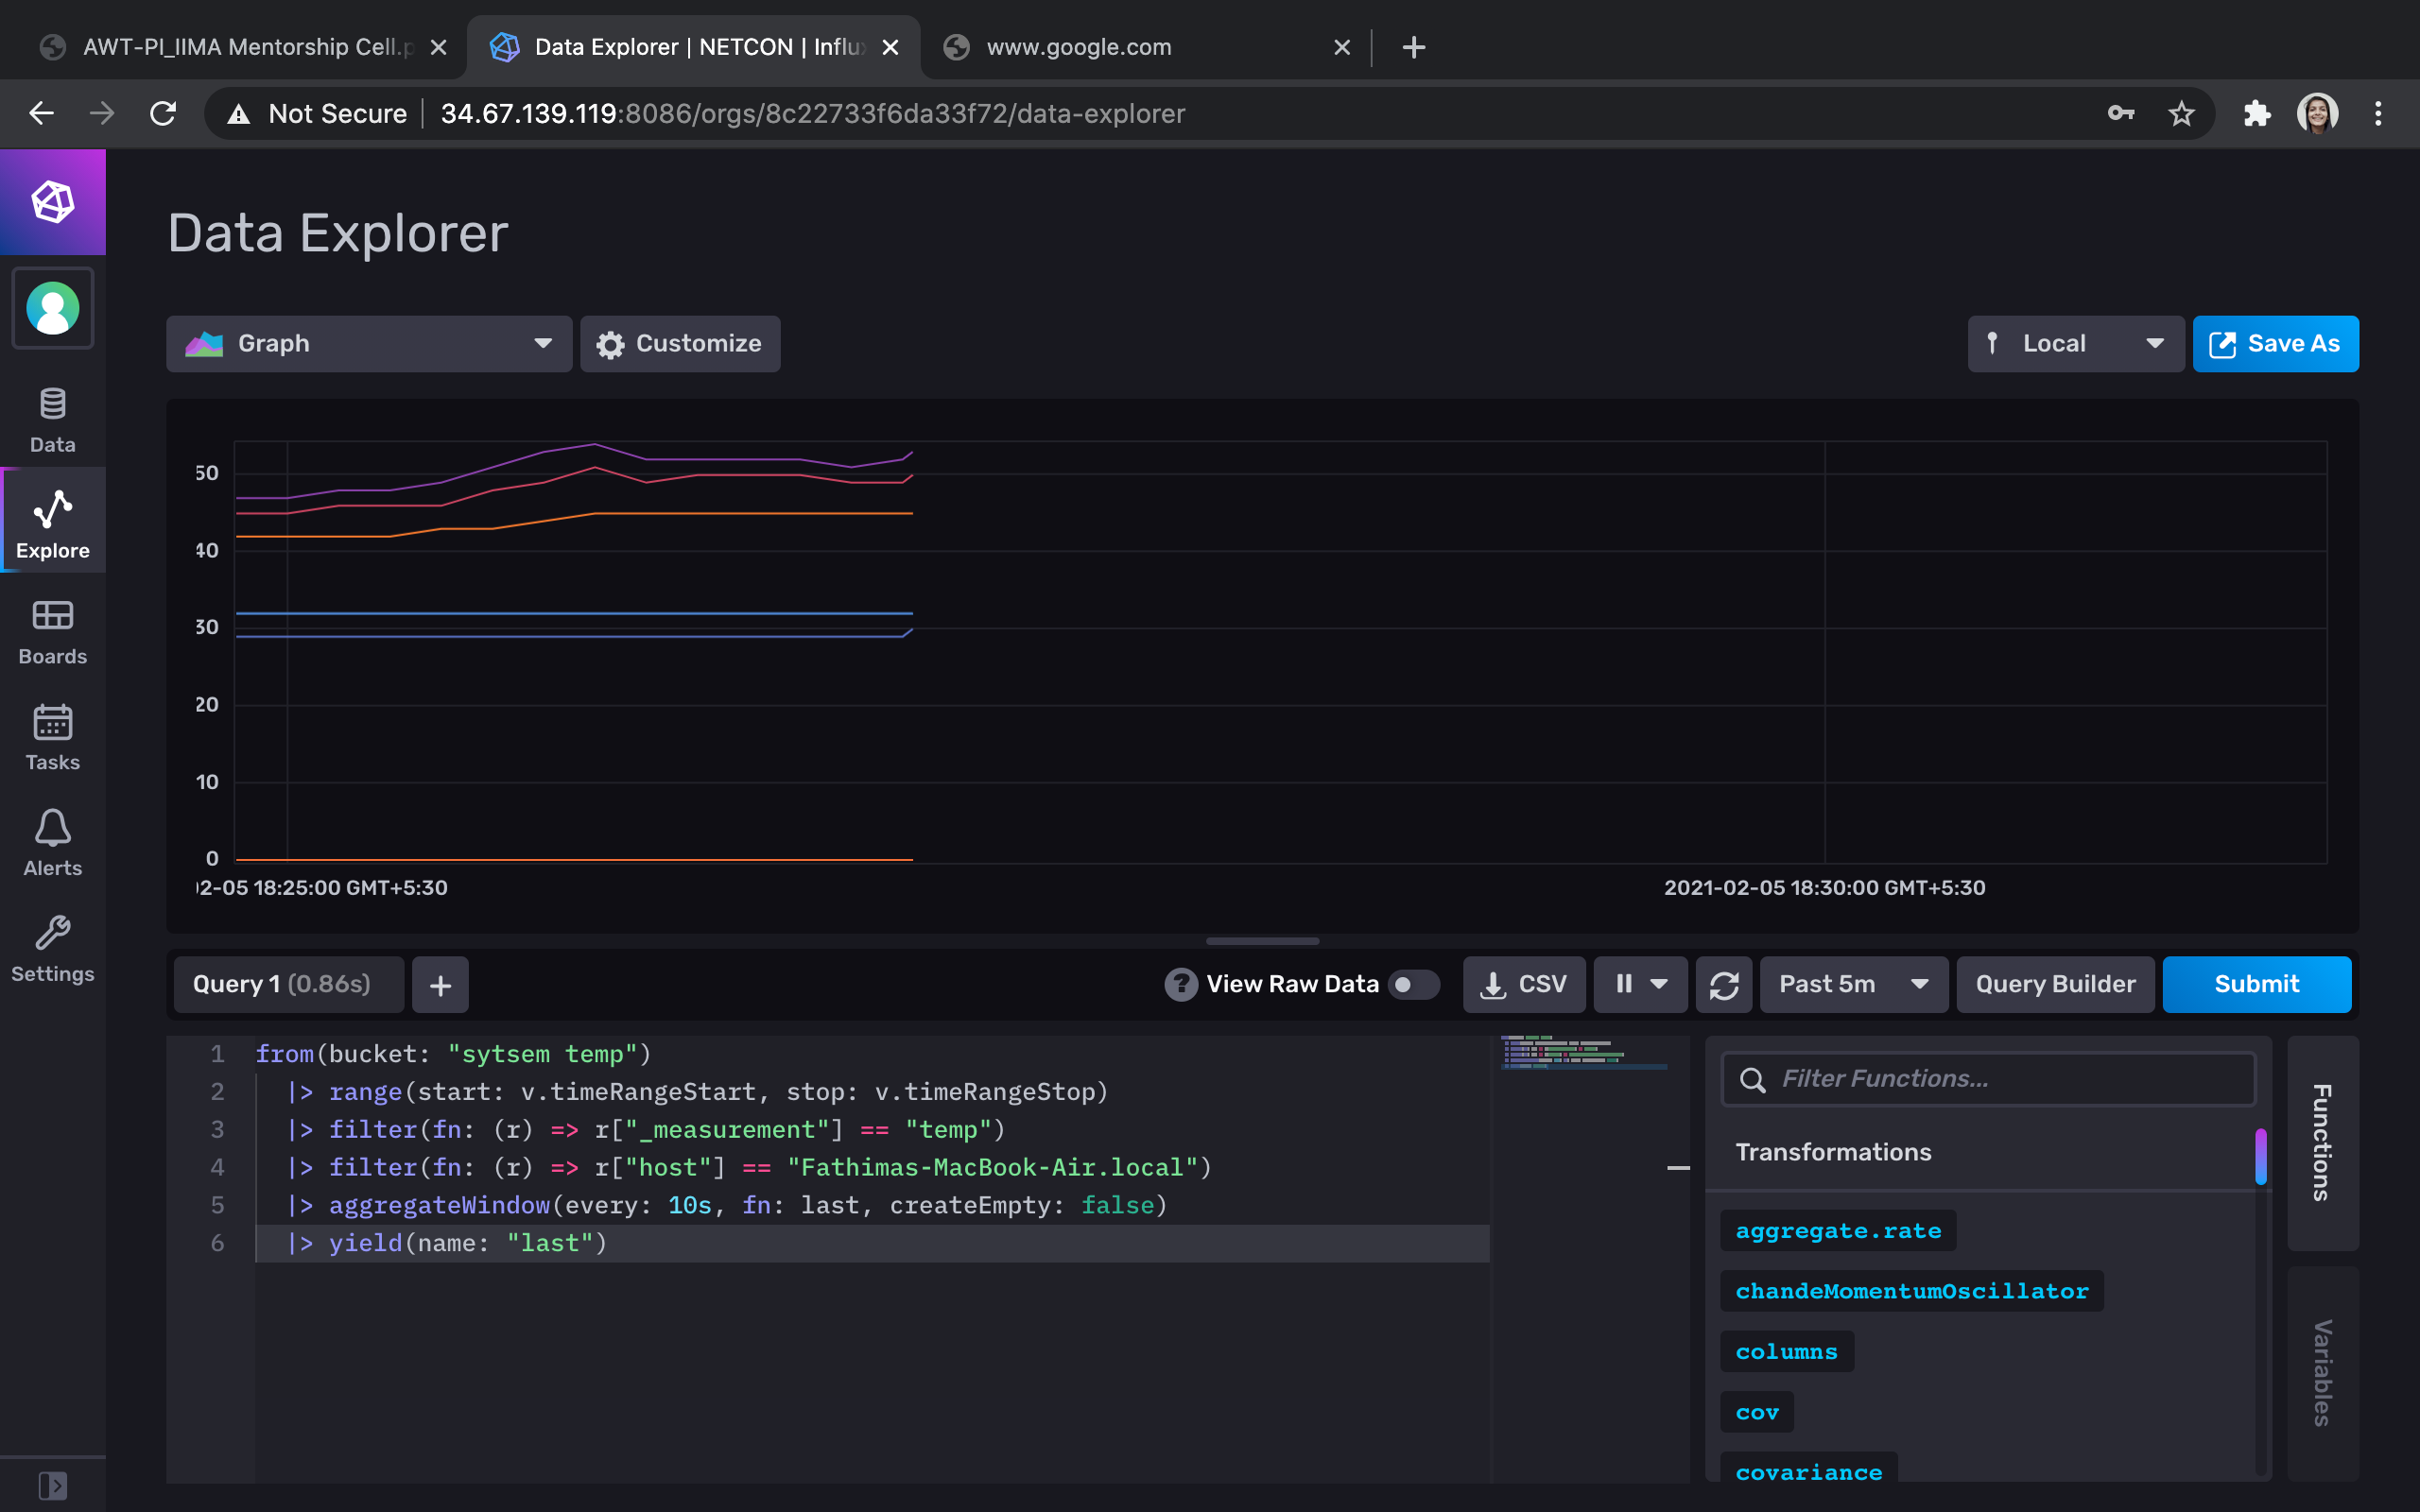 AWT-PI_IIMA Mentorship Cell.p
Data Explorer | NETCON | Influx
www.google.com
Not Secure 34.67.139.119:8086/orgs/8c22733f6da33f72/data-explorer
Data Explorer
Graph Customize Local Save As
Data
Explore
Boards
Tasks
Alerts
Settings
50
40
30
20
10
0
02-05 18:25:00 GMT+5:30 2021-02-05 18:30:00 GMT+5:30
Query 1 (0.86s) + ? View Raw Data CSV Past 5m Query Builder Submit
1 from(bucket: "sytsem temp")
2 |> range(start: v.timeRangeStart, stop: v.timeRangeStop)
3 |> filter(fn: (r) => r["_measurement"] == "temp")
4 |> filter(fn: (r) => r["host"] == "Fathimas-MacBook-Air.local")
5 |> aggregateWindow(every: 10s, fn: last, createEmpty: false)
6 |> yield(name: "last")
Filter Functions...
Transformations
aggregate.rate
chandeMomentumOscillator
columns
cov
covariance
Functions
Variables